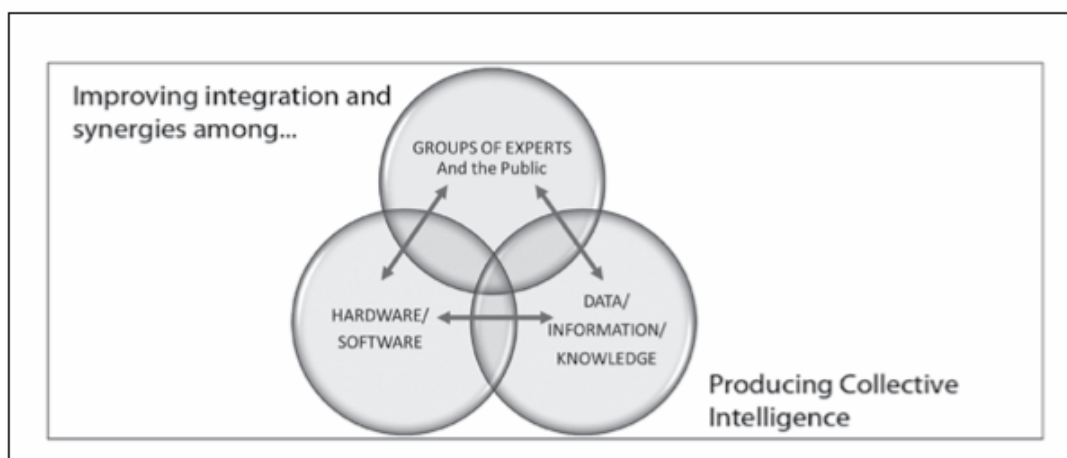 Improving integration and
synergies among...
GROUPS OF EXPERTS
And the Public
HARDWARE/
SOFTWARE
DATA/
INFORMATION/
KNOWLEDGE
Producing Collective
Intelligence